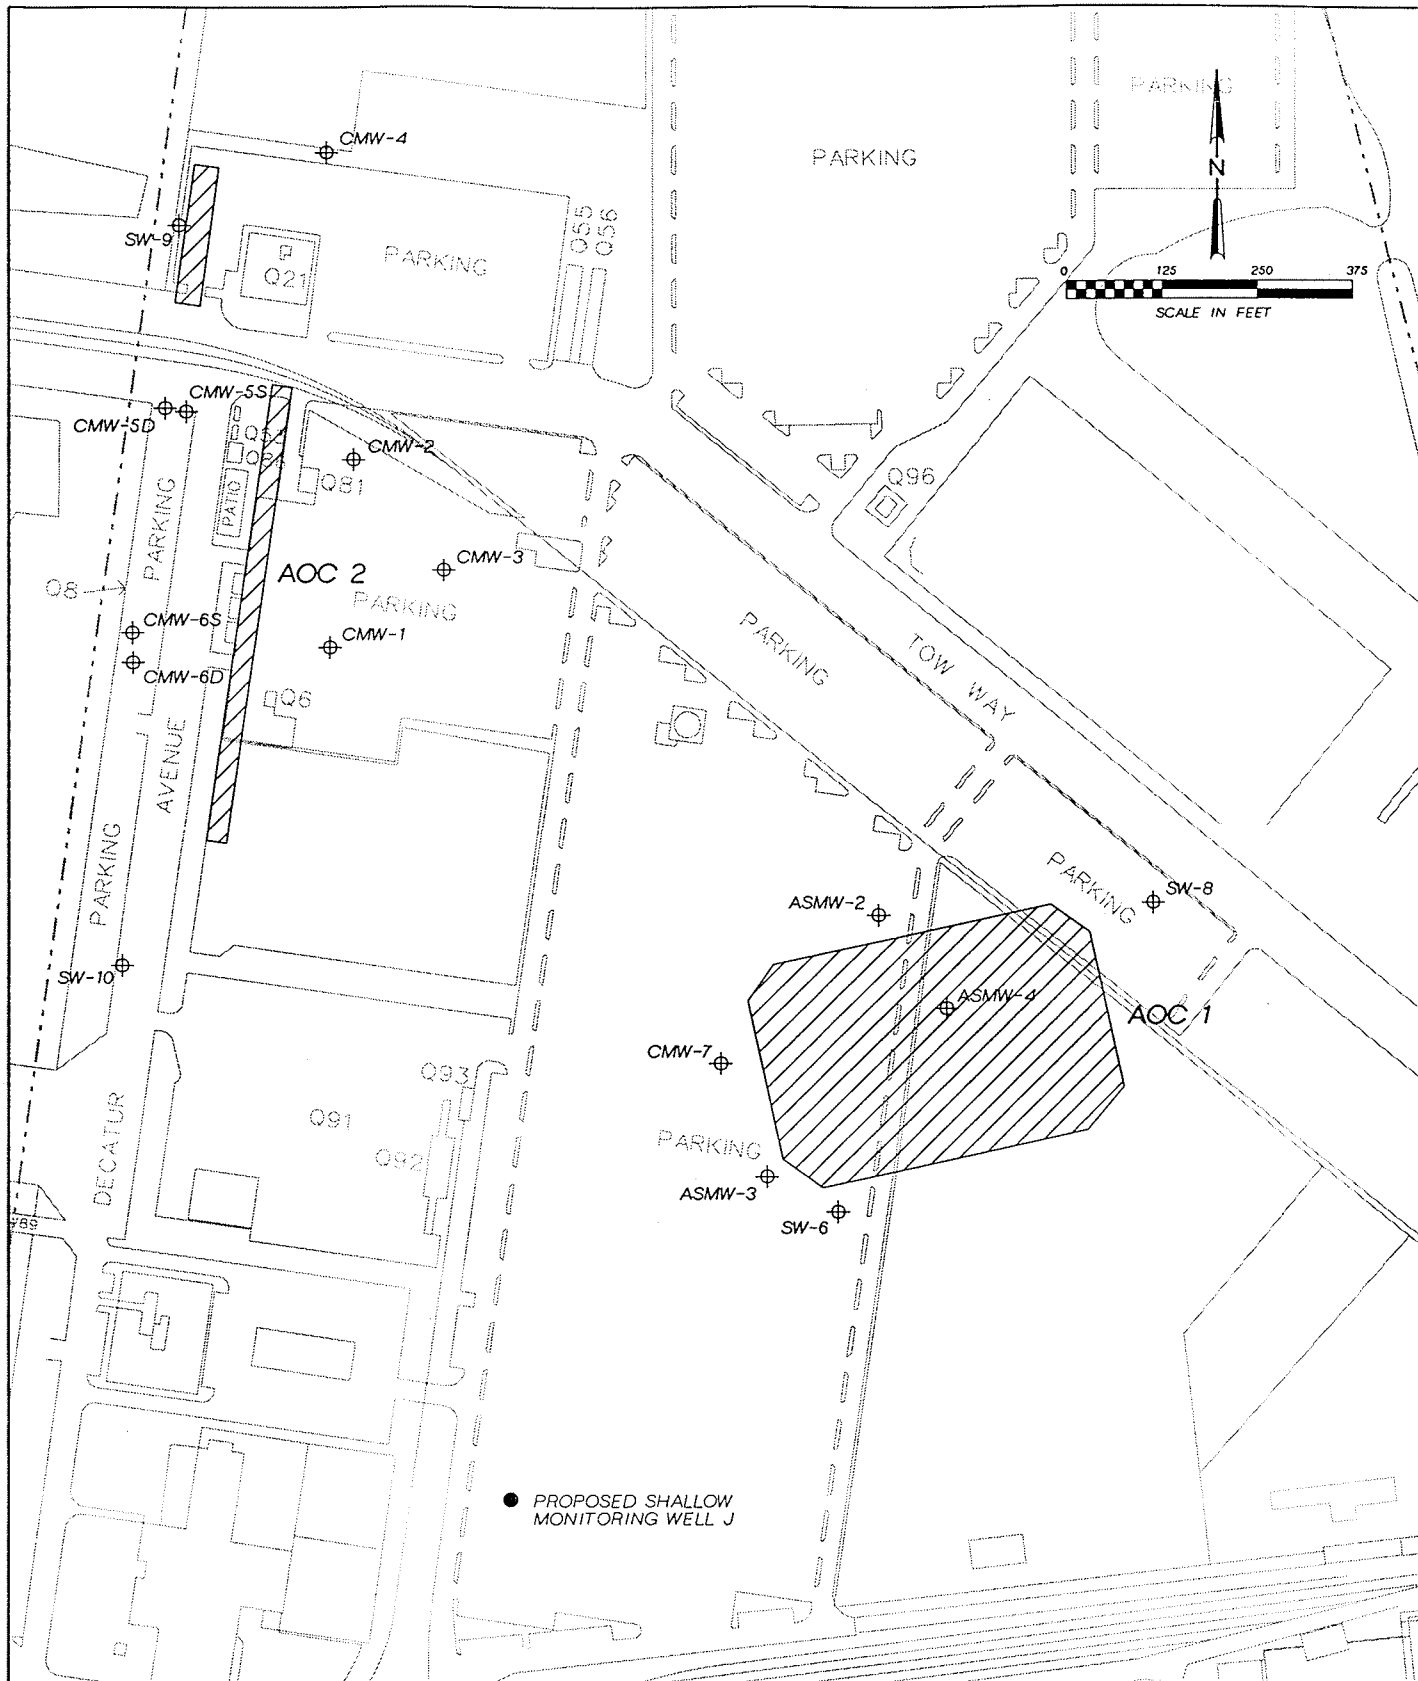 PARKING
CMW-4
PARKING
N
SW-9
Q21
PARKING
Q55
Q56
0 125 250 375
SCALE IN FEET
CMW-5S
CMW-5D
CMW-2
Q81
PATIO
PARKING
Q96
CMW-3
AOC 2
PARKING
Q8
CMW-6S
CMW-1
CMW-6D
PARKING
TOW WAY
Q6
AVENUE
PARKING
PARKING
SW-8
ASMW-2
SW-10
ASMW-4
AOC 1
CMW-7
Q93
Q91
DECATUR
PARKING
Q92
ASMW-3
SW-6
PROPOSED SHALLOW
MONITORING WELL J